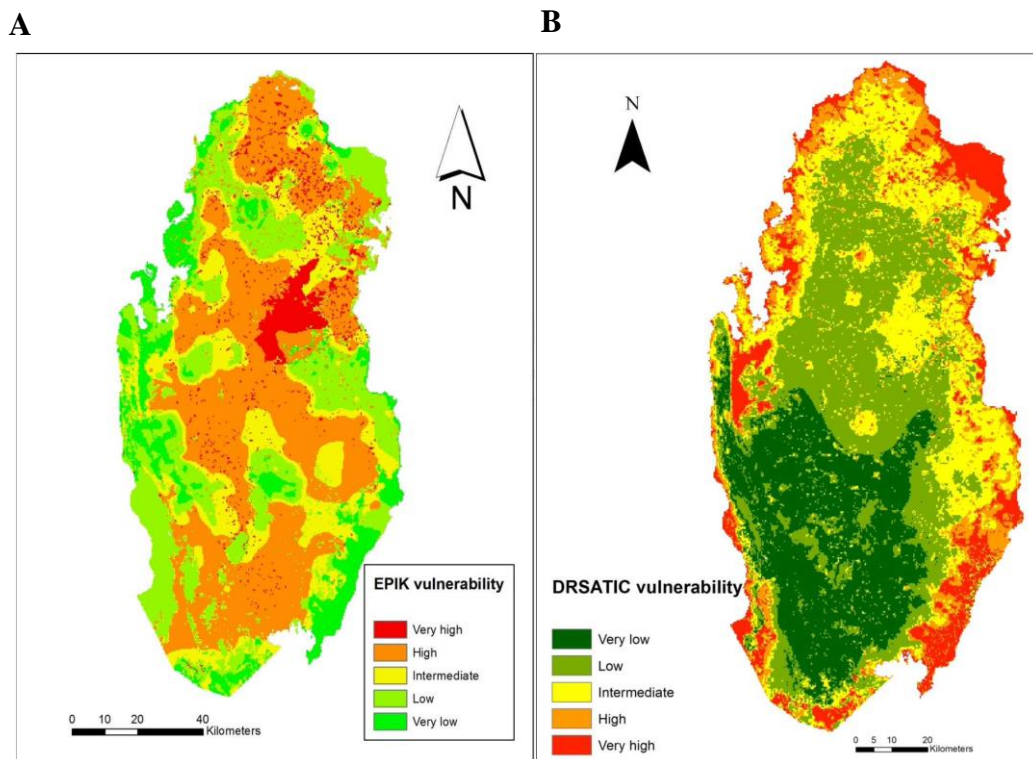 A
B
N
N
EPIK vulnerability
Very high
High
Intermediate
Low
Very low
0 10 20 40
Kilometers
DRSATIC vulnerability
Very low
Low
Intermediate
High
Very high
0 5 10 20
Kilometers